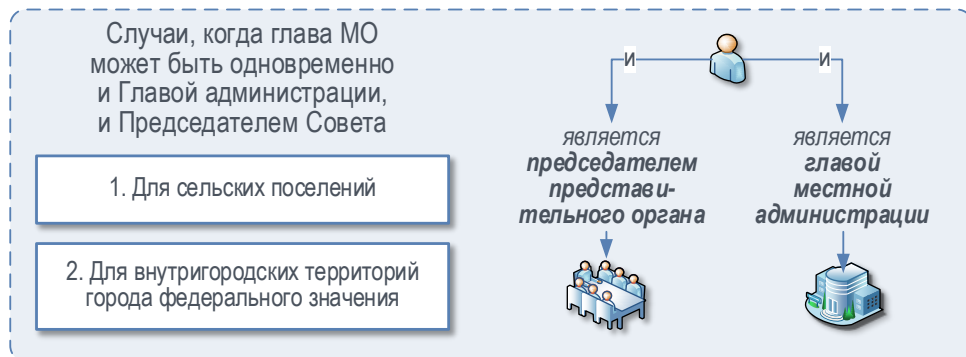 Случаи, когда глава МО
может быть одновременно
и Главой администрации,
и Председателем Совета
1. Для сельских поселений
2. Для внутригородских территорий
города федерального значения
и
и
является
председателем
представи-
тельного органа
является
главой
местной
администрации